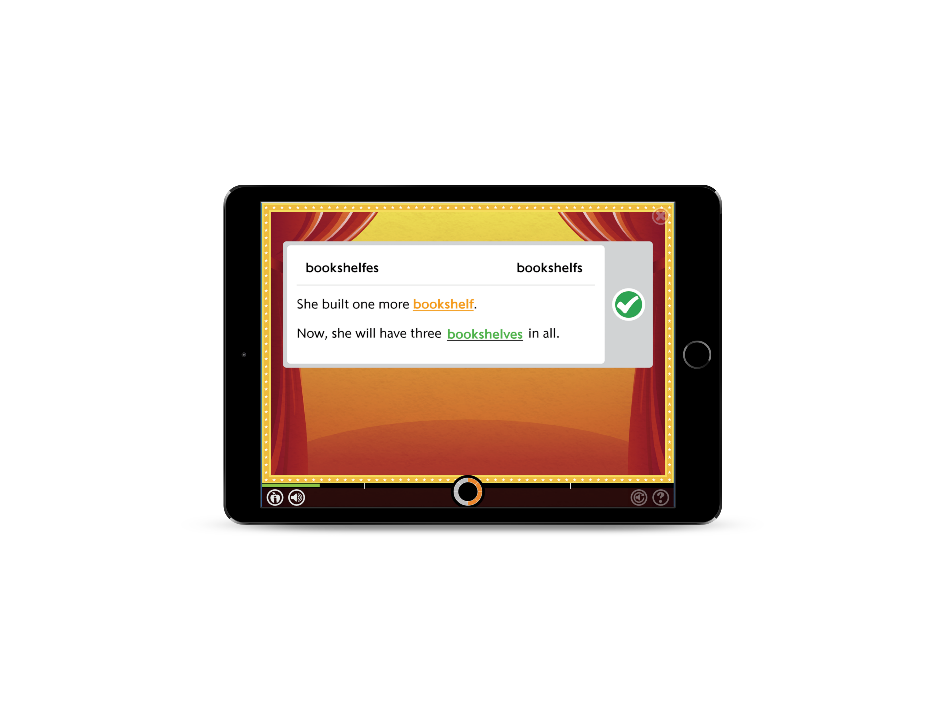 bookshelfes bookshelfs
She built one more bookshelf.
Now, she will have three bookshelves in all.